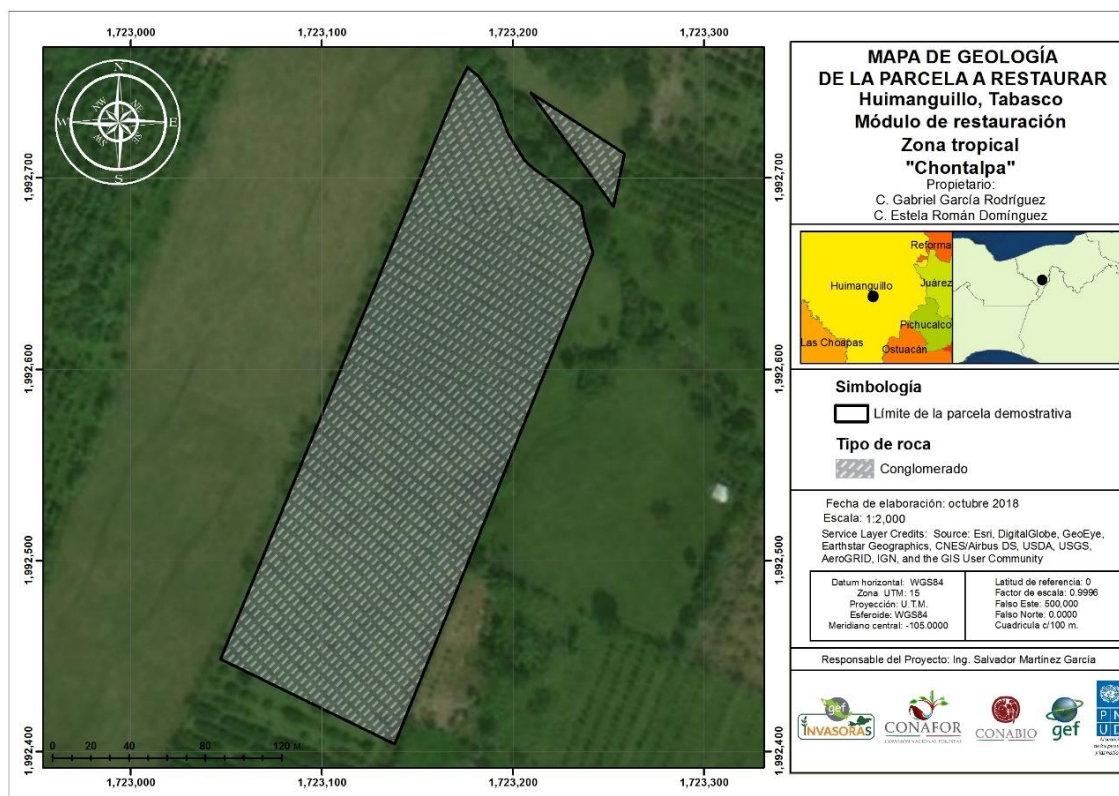 1,723,000
1,723,100
1,723,200
1,723,300
1,992,700
1,992,600
1,992,500
1,992,400
1,992,700
1,992,600
1,992,500
1,992,400
1,723,000
1,723,100
1,723,200
1,723,300
N
NE
E
SE
S
SW
W
NW
0
20
40
80
120 M
MAPA DE GEOLOGÍA
DE LA PARCELA A RESTAURAR
Huimanguillo, Tabasco
Módulo de restauración
Zona tropical
"Chontalpa"
Propietario:
C. Gabriel García Rodríguez
C. Estela Román Domínguez
Reforma
Huimanguillo
Juárez
Pichucalco
Las Choapas
Ostuacán
Simbología
Límite de la parcela demostrativa
Tipo de roca
Conglomerado
Fecha de elaboración: octubre 2018
Escala: 1:2,000
Service Layer Credits: Source: Esri, DigitalGlobe, GeoEye,
Earthstar Geographics, CNES/Airbus DS, USDA, USGS,
AeroGRID, IGN, and the GIS User Community
Datum horizontal: WGS84
Zona UTM: 15
Proyección: U.T.M.
Esferoide: WGS84
Meridiano central: -105.0000
Latitud de referencia: 0
Factor de escala: 0.9996
Falso Este: 500,000
Falso Norte: 0.0000
Cuadricula c/100 m.
Responsable del Proyecto: Ing. Salvador Martínez García
gef
INVASORAS
CONAFOR
COMISIÓN NACIONAL FORESTAL
CONABIO
gef
P N
U D